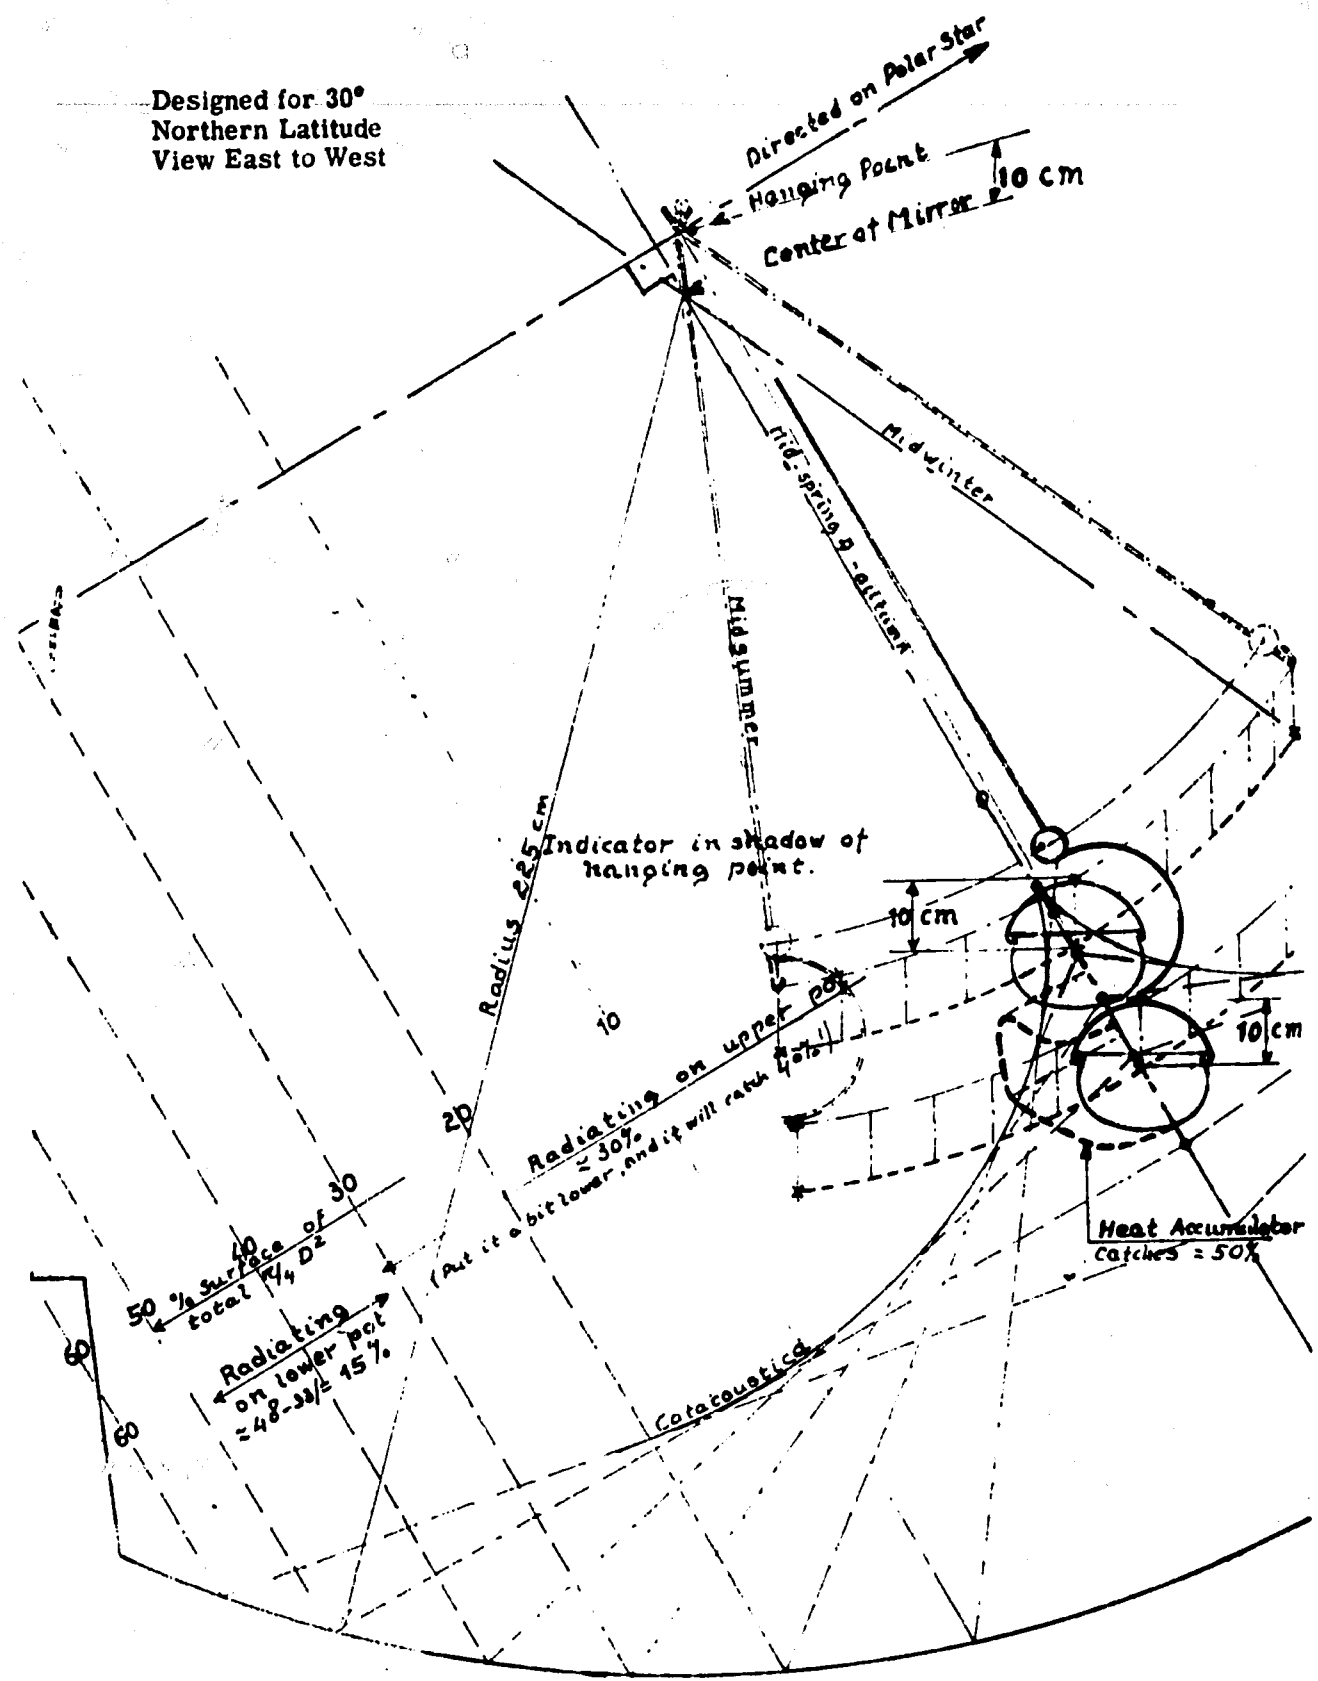 Designed for 30°
Northern Latitude
View East to West
Directed on Polar Star
Hanging Point
10 cm
Center of Mirror
Midwinter
Mid-spring &-autumn
Midsummer
Radius 225 cm
Indicator in shadow of
hanging point.
10 cm
10 cm
10
20
30
40
50
60
60
Radiating on upper pot
≃ 30%
(Put it a bit lower, and it will catch 40%!)
% surface of
total π/4 D²
Radiating
on lower pot
≃ 48-33/= 15%
Heat Accumulator
catches = 50%
Catacoustica